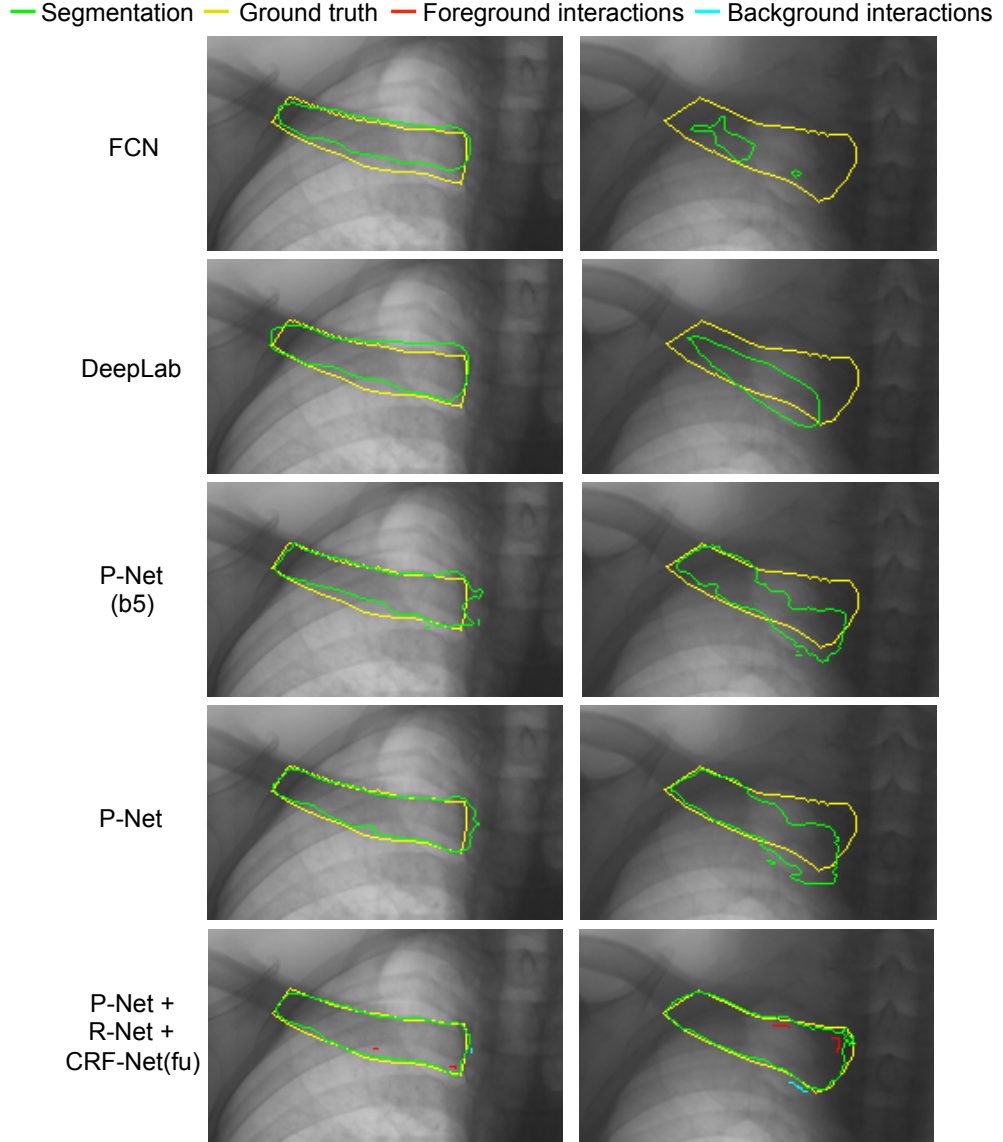 Segmentation Ground truth Foreground interactions Background interactions
FCN
DeepLab
P-Net
(b5)
P-Net
P-Net +
R-Net +
CRF-Net(fu)